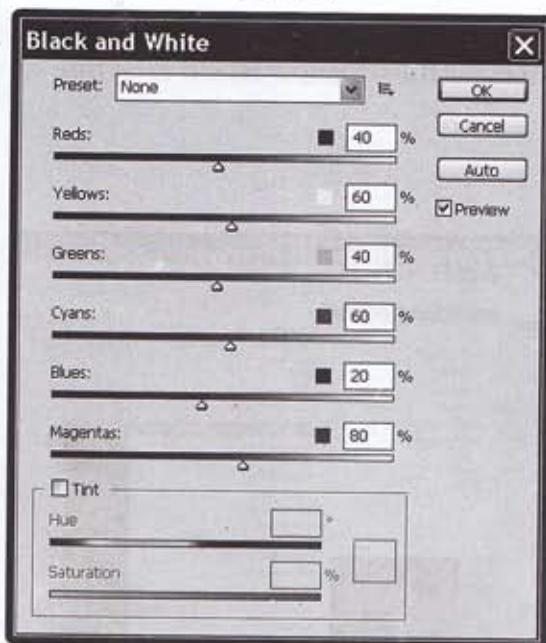 Black and White
Preset: None
OK
Cancel
Auto
Preview
Reds: 40 %
Yellows: 60 %
Greens: 40 %
Cyans: 60 %
Blues: 20 %
Magentas: 80 %
Tint
Hue °
Saturation %